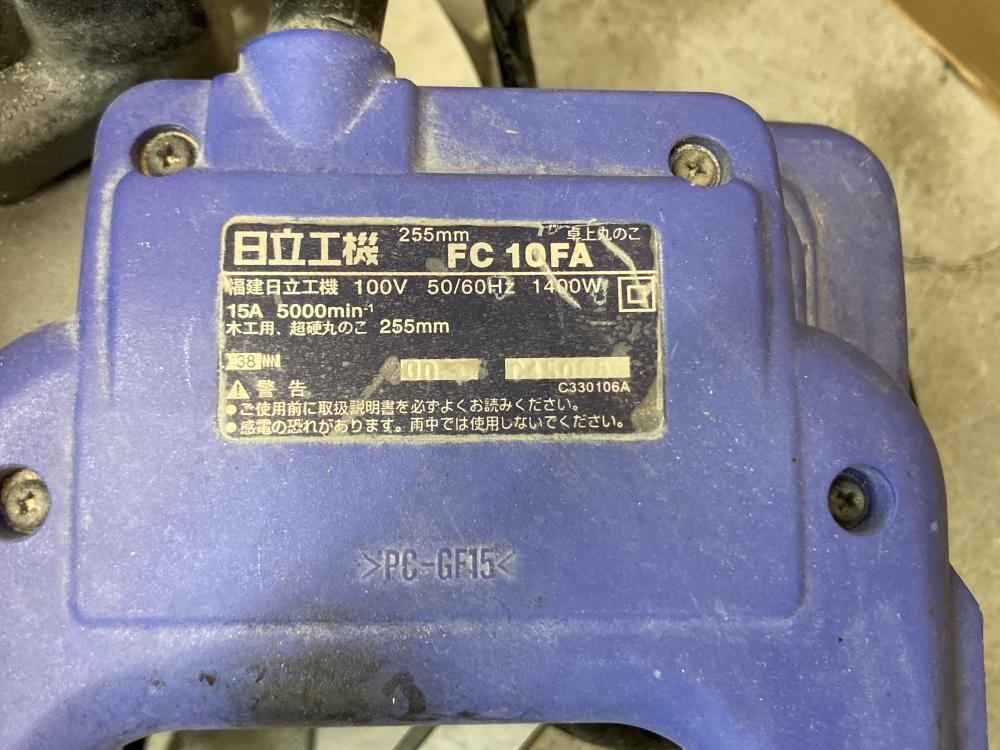 255mm
卓上丸のこ
日立工機
FC 10FA
福建日立工機 100V 50/60Hz 1400W
15A 5000min-1
木工用、超硬丸のこ 255mm
38
C330106A
警告
●ご使用前に取扱説明書を必ずよくお読みください。
●感電の恐れがあります。雨中では使用しないでください。
>PC-GF15<